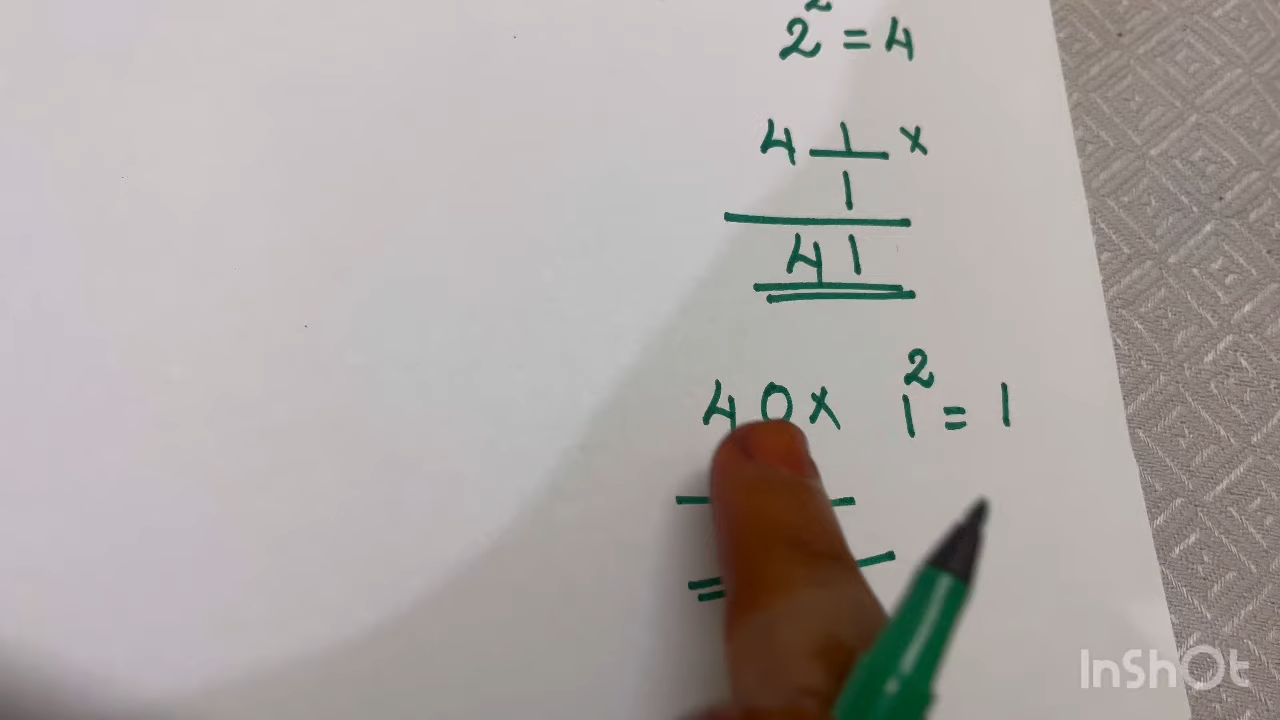 2² = 4
4 1 ×
1
41
40× 1² = 1
InShOt